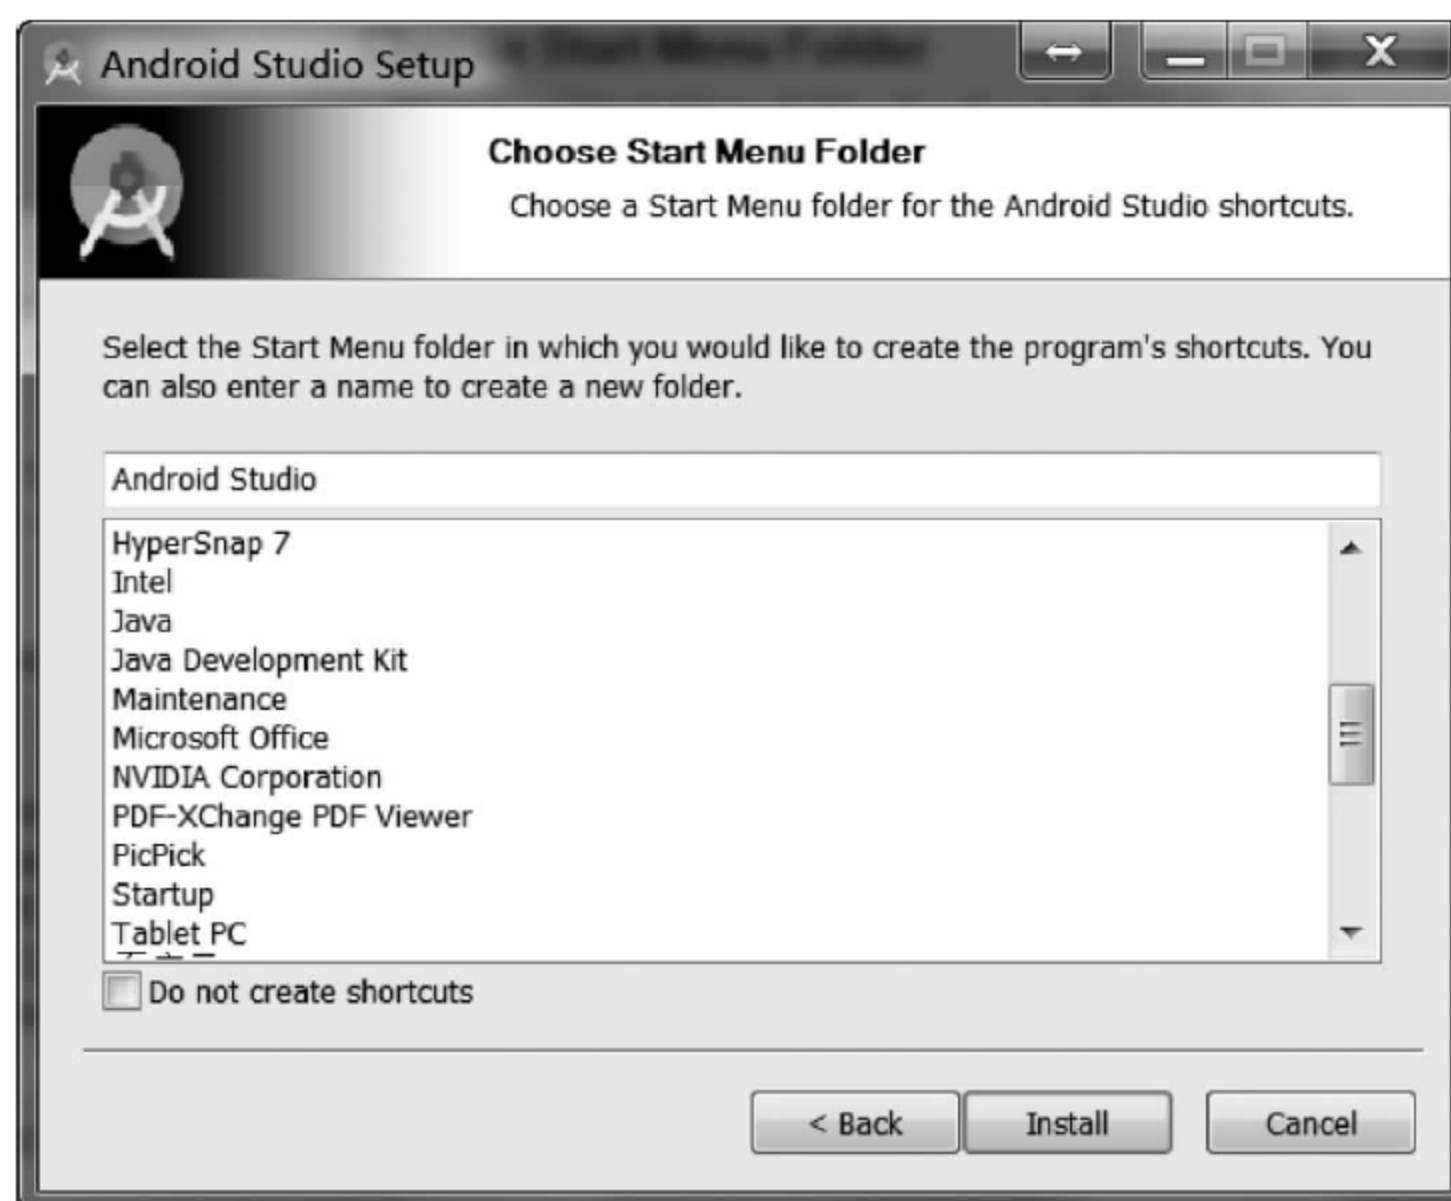 Android Studio Setup
Choose Start Menu Folder
Choose a Start Menu folder for the Android Studio shortcuts.
Select the Start Menu folder in which you would like to create the program's shortcuts. You
can also enter a name to create a new folder.
Android Studio
HyperSnap 7
Intel
Java
Java Development Kit
Maintenance
Microsoft Office
NVIDIA Corporation
PDF-XChange PDF Viewer
PicPick
Startup
Tablet PC
Do not create shortcuts
< Back
Install
Cancel